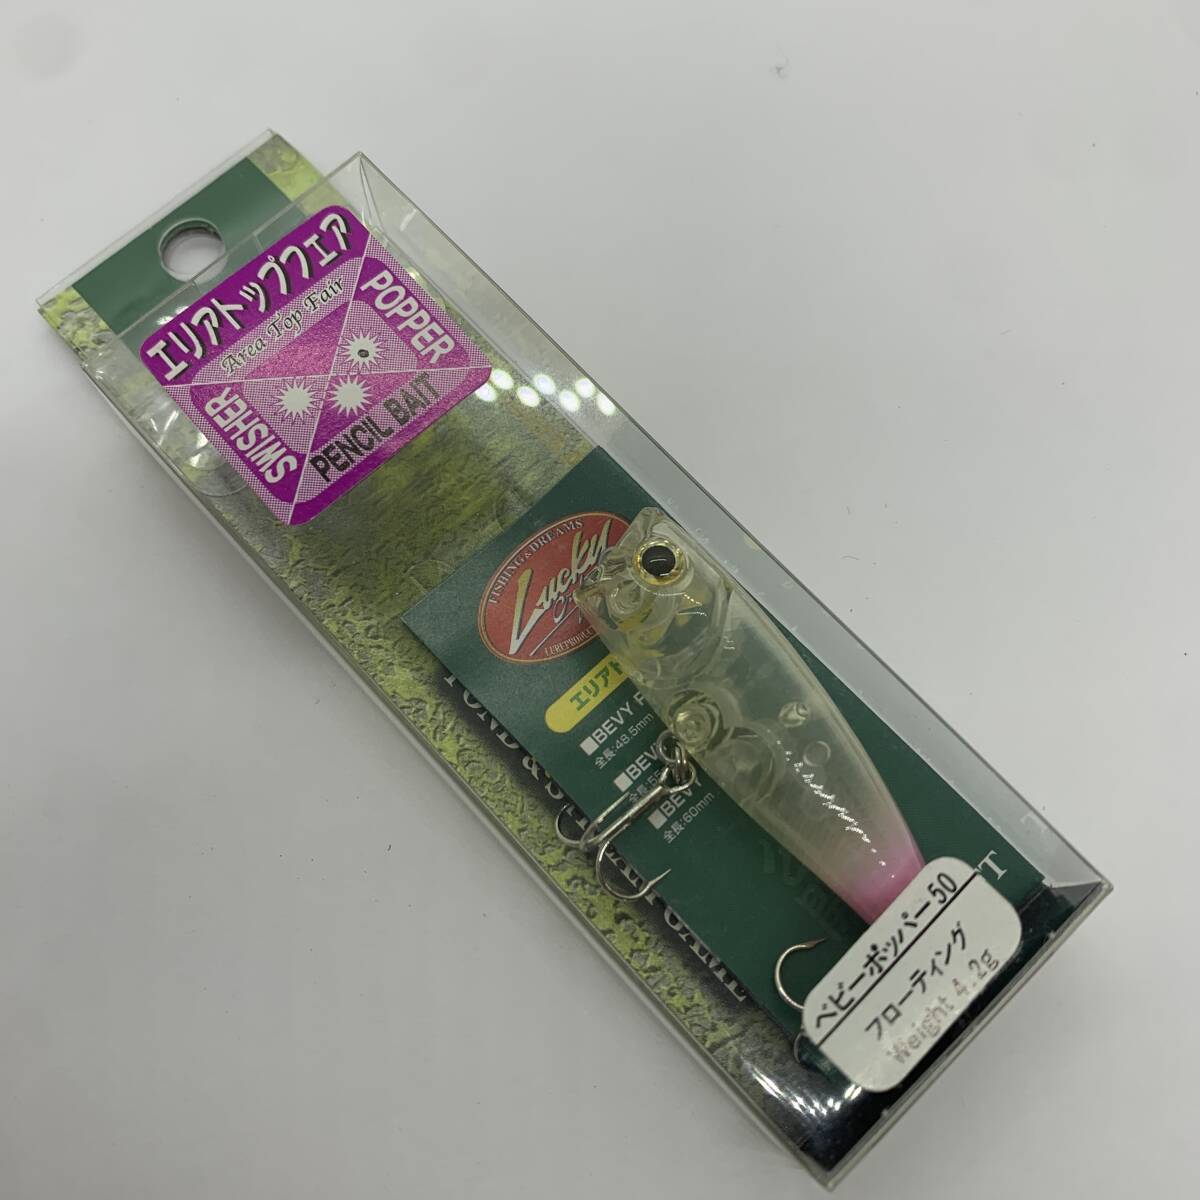 エリアトップフェア
Area Top Fair
POPPER
SWISHER
PENCIL BAIT
FISHING & DREAMS
Lucky
エリアト
■BEVY
全長:48.5mm
■BEV
■BEVY
全長:60mm
ベビーポッパー50
フローティング
Weight 4.2g